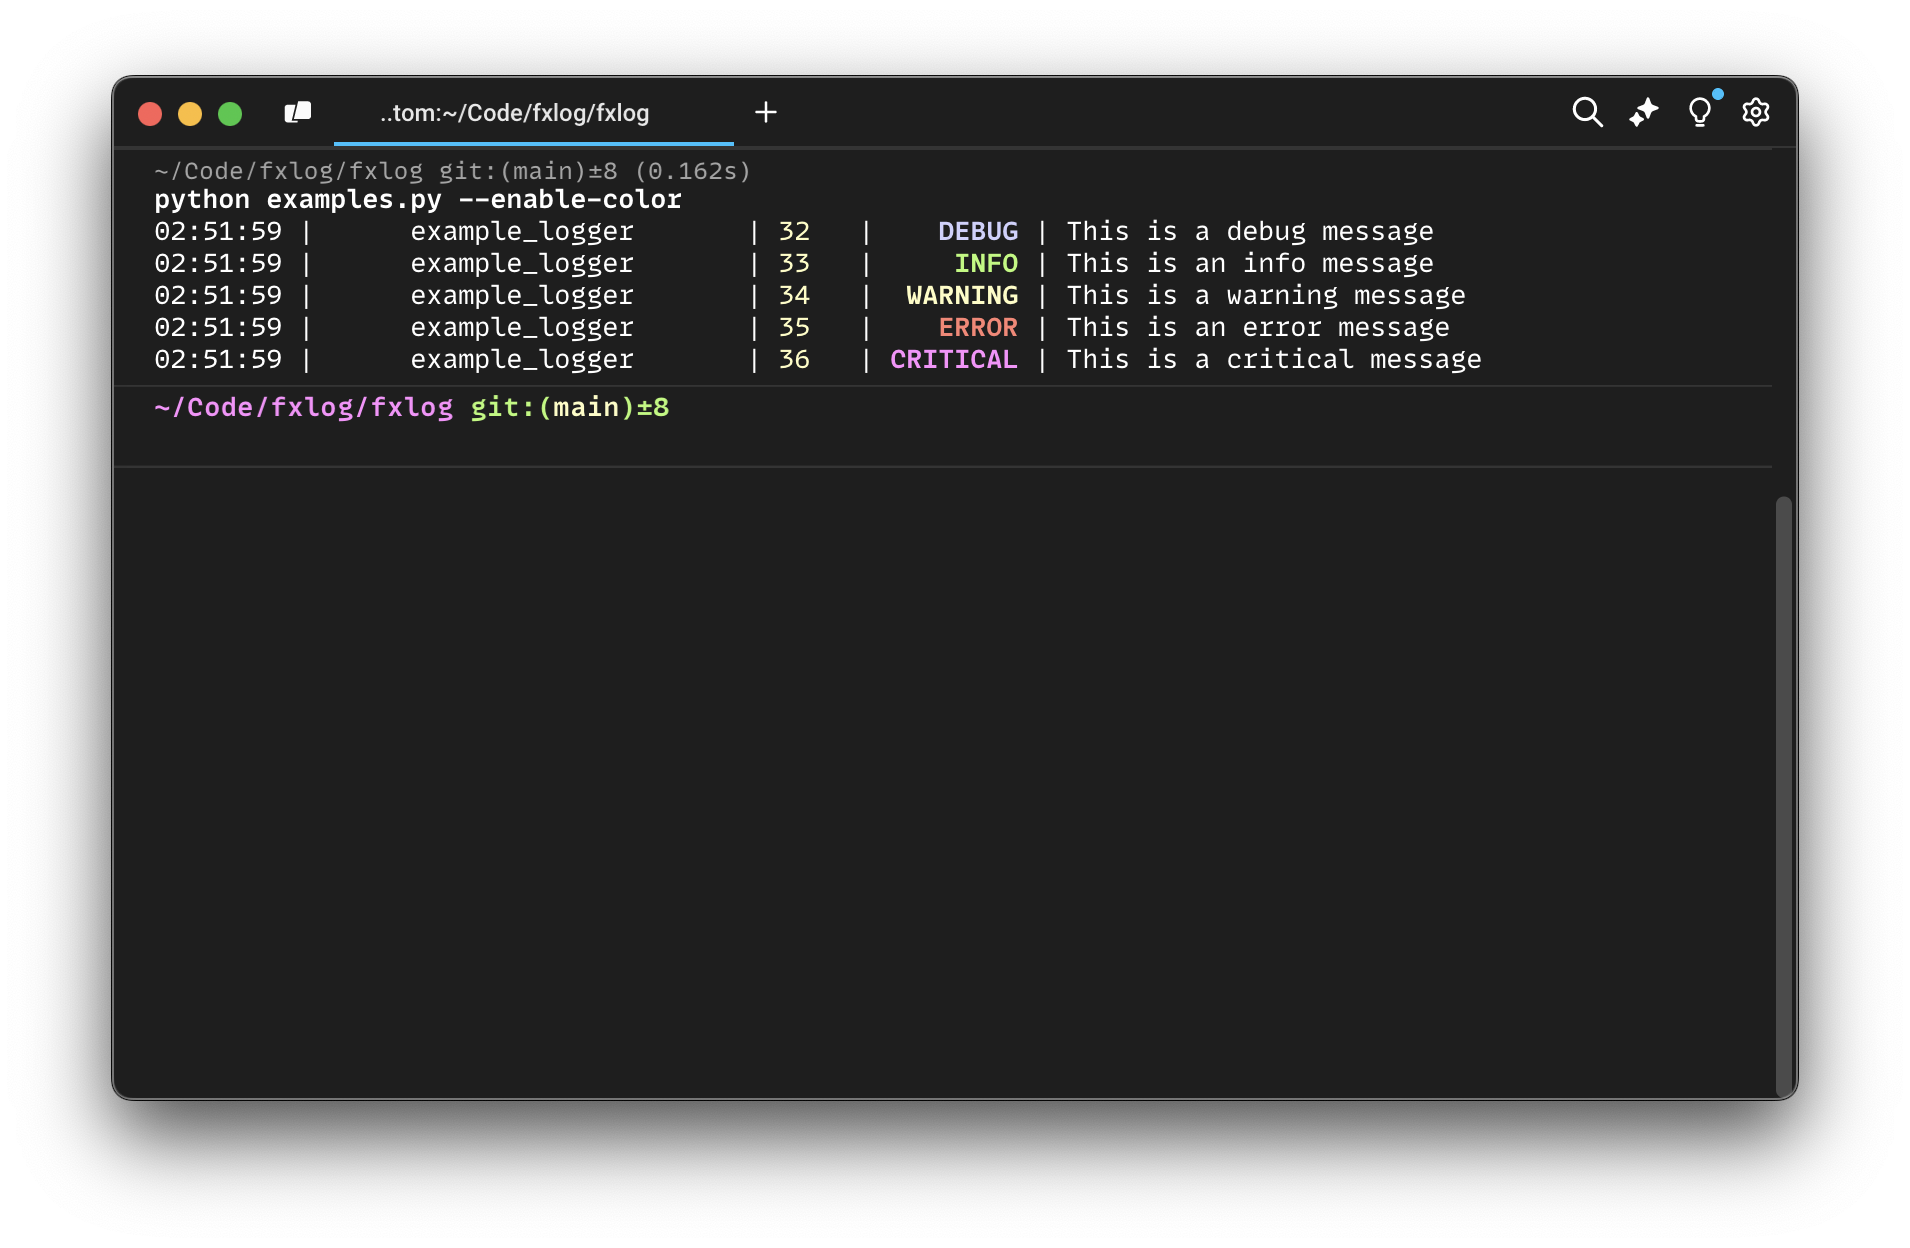 ..tom:~/Code/fxlog/fxlog
~/Code/fxlog/fxlog git:(main)±8 (0.162s)
python examples.py --enable-color
02:51:59 |      example_logger       | 32   |    DEBUG | This is a debug message
02:51:59 |      example_logger       | 33   |     INFO | This is an info message
02:51:59 |      example_logger       | 34   |  WARNING | This is a warning message
02:51:59 |      example_logger       | 35   |    ERROR | This is an error message
02:51:59 |      example_logger       | 36   | CRITICAL | This is a critical message
~/Code/fxlog/fxlog git:(main)±8